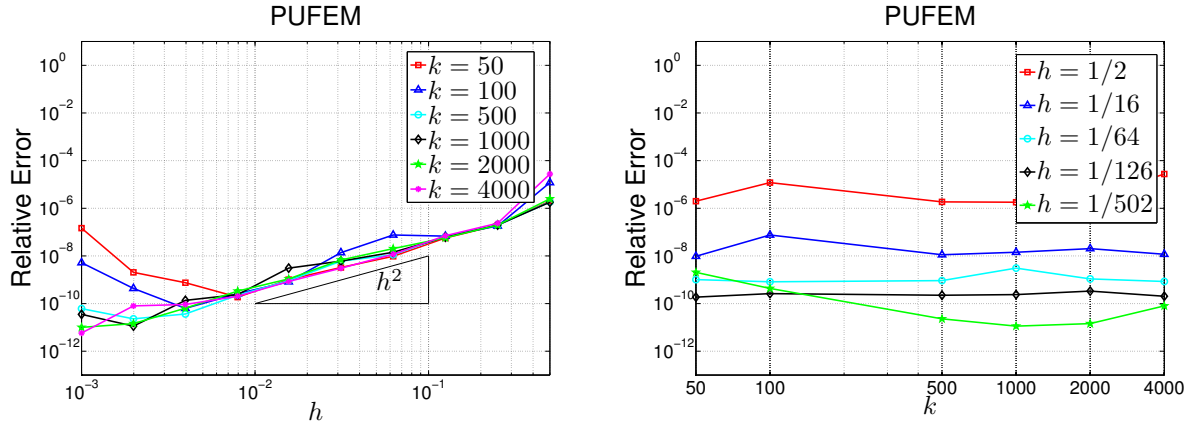 PUFEM
Relative Error
10^0
10^−2
10^−4
10^−6
10^−8
10^−10
10^−12
k = 50
k = 100
k = 500
k = 1000
k = 2000
k = 4000
h^2
10^−3
10^−2
10^−1
h
PUFEM
Relative Error
10^0
10^−2
10^−4
10^−6
10^−8
10^−10
10^−12
h = 1/2
h = 1/16
h = 1/64
h = 1/126
h = 1/502
50
100
500
1000
2000
4000
k